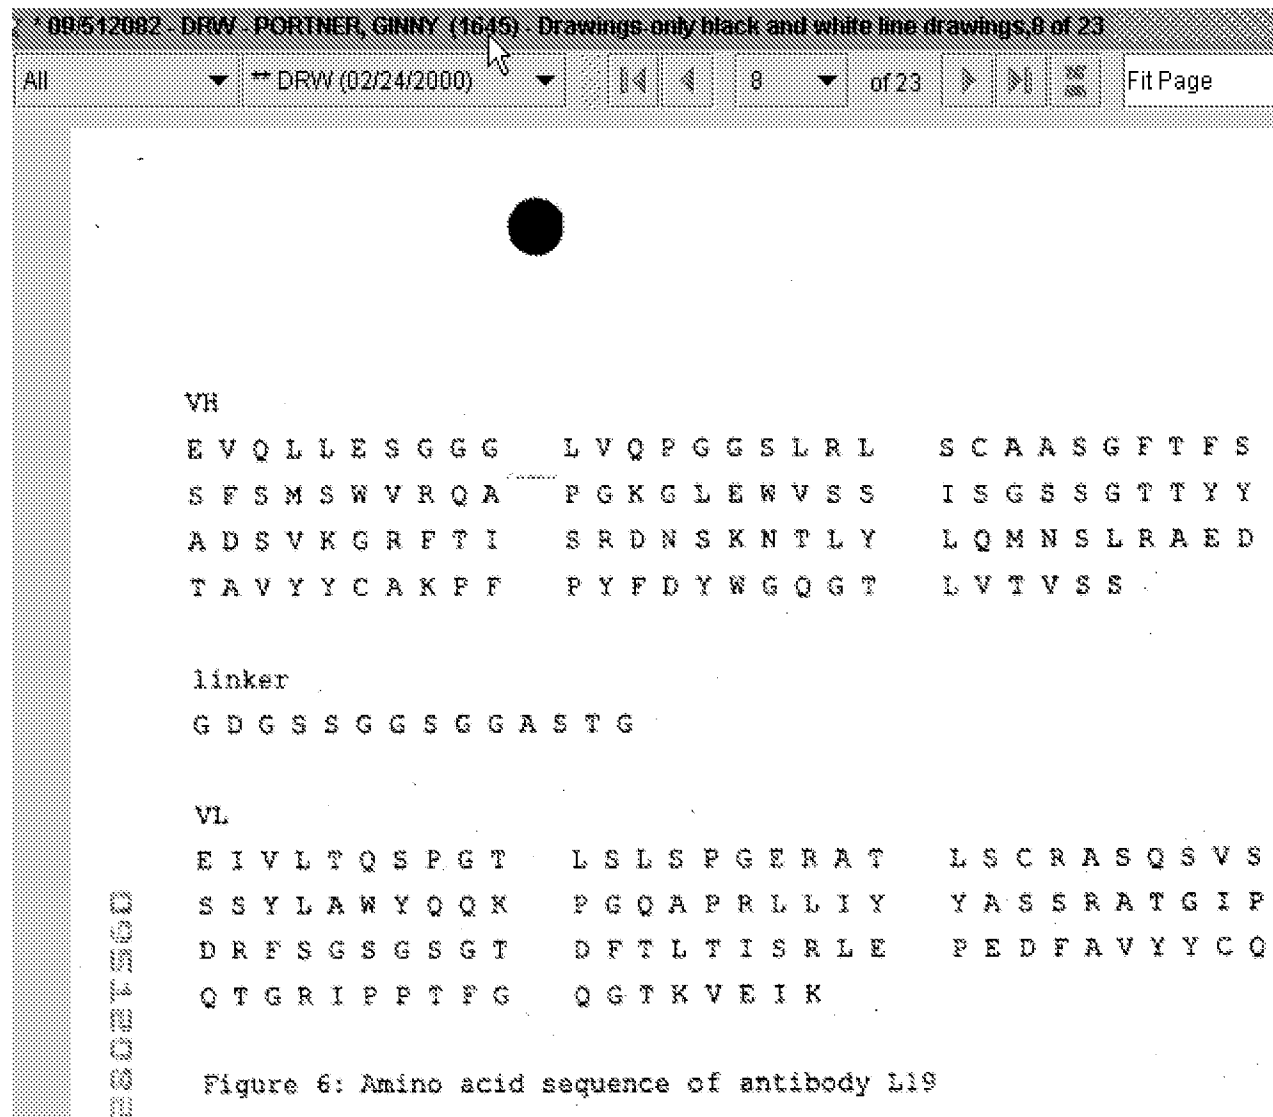 * 09/512082 - DRW - PORTNER, GINNY (1645) - Drawings-only black and white line drawings,8 of 23
All ** DRW (02/24/2000) 8 of 23 Fit Page
VH
E V Q L L E S G G G L V Q P G G S L R L S C A A S G F T F S
S F S M S W V R Q A P G K G L E W V S S I S G S S G T T Y Y
A D S V K G R F T I S R D N S K N T L Y L Q M N S L R A E D
T A V Y Y C A K P F P Y F D Y W G Q G T L V T V S S
linker
G D G S S G G S G G A S T G
VL
E I V L T Q S P G T L S L S P G E R A T L S C R A S Q S V S
S S Y L A W Y Q Q K P G Q A P R L L I Y Y A S S R A T G I P
D R F S G S G S G T D F T L T I S R L E P E D F A V Y Y C Q
Q T G R I P P T F G Q G T K V E I K
Figure 6: Amino acid sequence of antibody L19